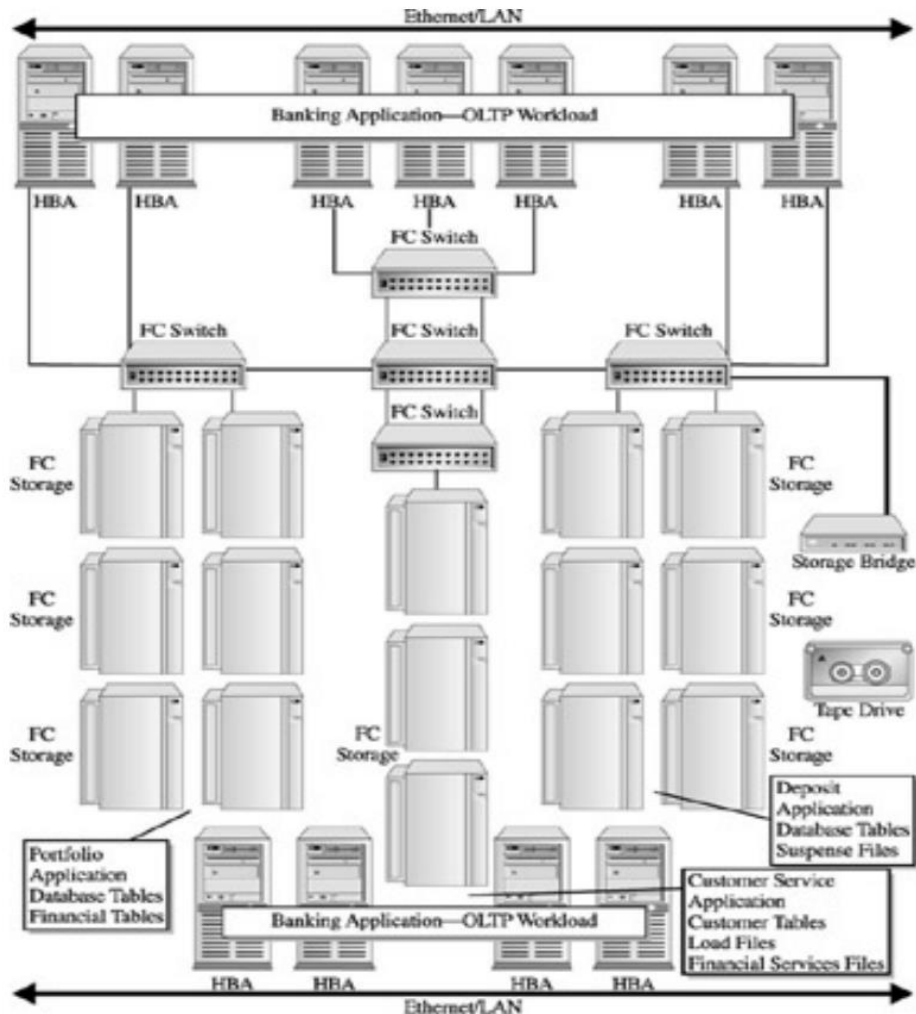 Ethernet/LAN
Banking Application—OLTP Workload
HBA
HBA
HBA
HBA
HBA
HBA
HBA
FC Switch
FC Switch
FC Switch
FC Switch
FC
Storage
FC
Storage
Storage Bridge
FC
Storage
FC
Storage
Tape Drive
FC
Storage
FC
Storage
FC
Storage
Deposit
Application
Database Tables
Suspense Files
Portfolio
Application
Database Tables
Financial Tables
Customer Service
Application
Customer Tables
Load Files
Financial Services Files
Banking Application—OLTP Workload
HBA
HBA
HBA
HBA
Ethernet/LAN